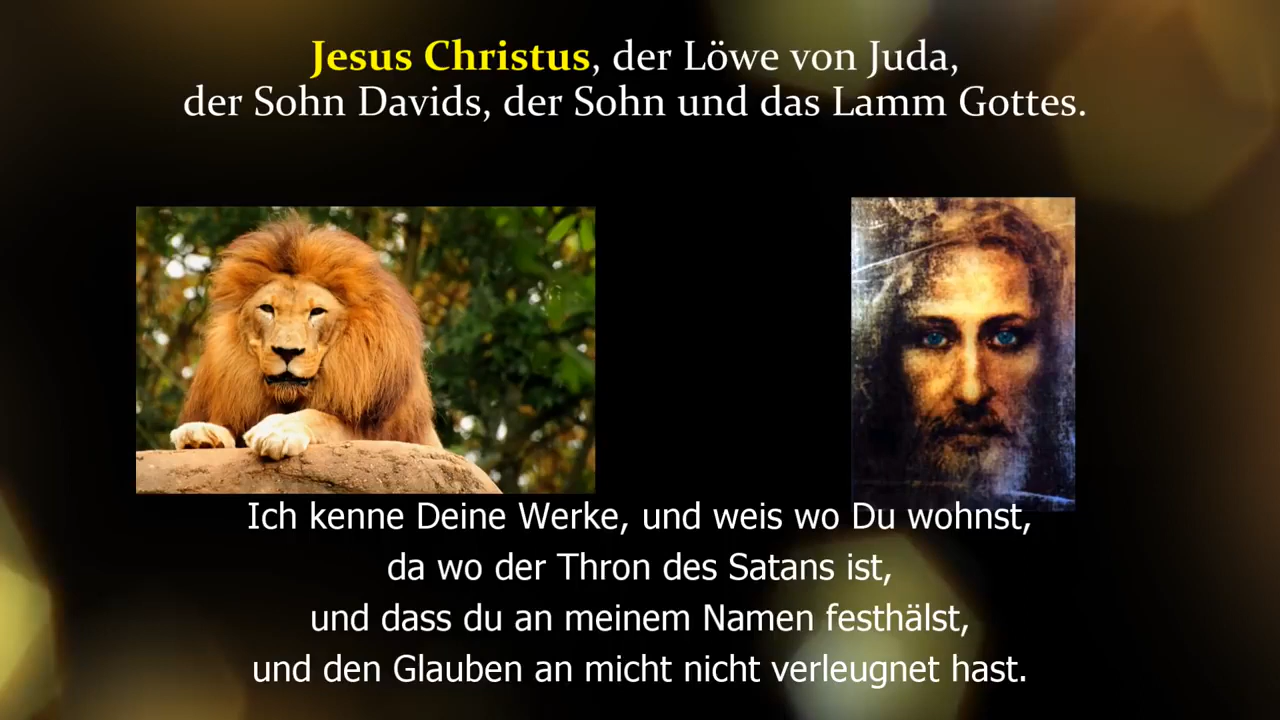 Jesus Christus, der Löwe von Juda,
der Sohn Davids, der Sohn und das Lamm Gottes.
Ich kenne Deine Werke, und weis wo Du wohnst,
da wo der Thron des Satans ist,
und dass du an meinem Namen festhälst,
und den Glauben an micht nicht verleugnet hast.